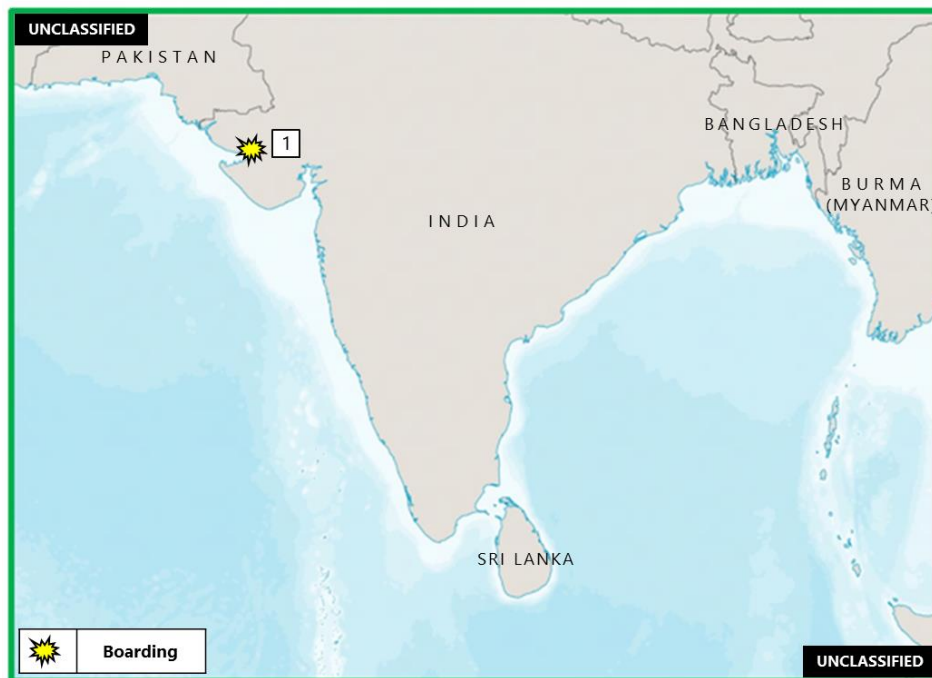 UNCLASSIFIED
PAKISTAN
1
BANGLADESH
BURMA
(MYANMAR)
INDIA
SRI LANKA
Boarding
UNCLASSIFIED